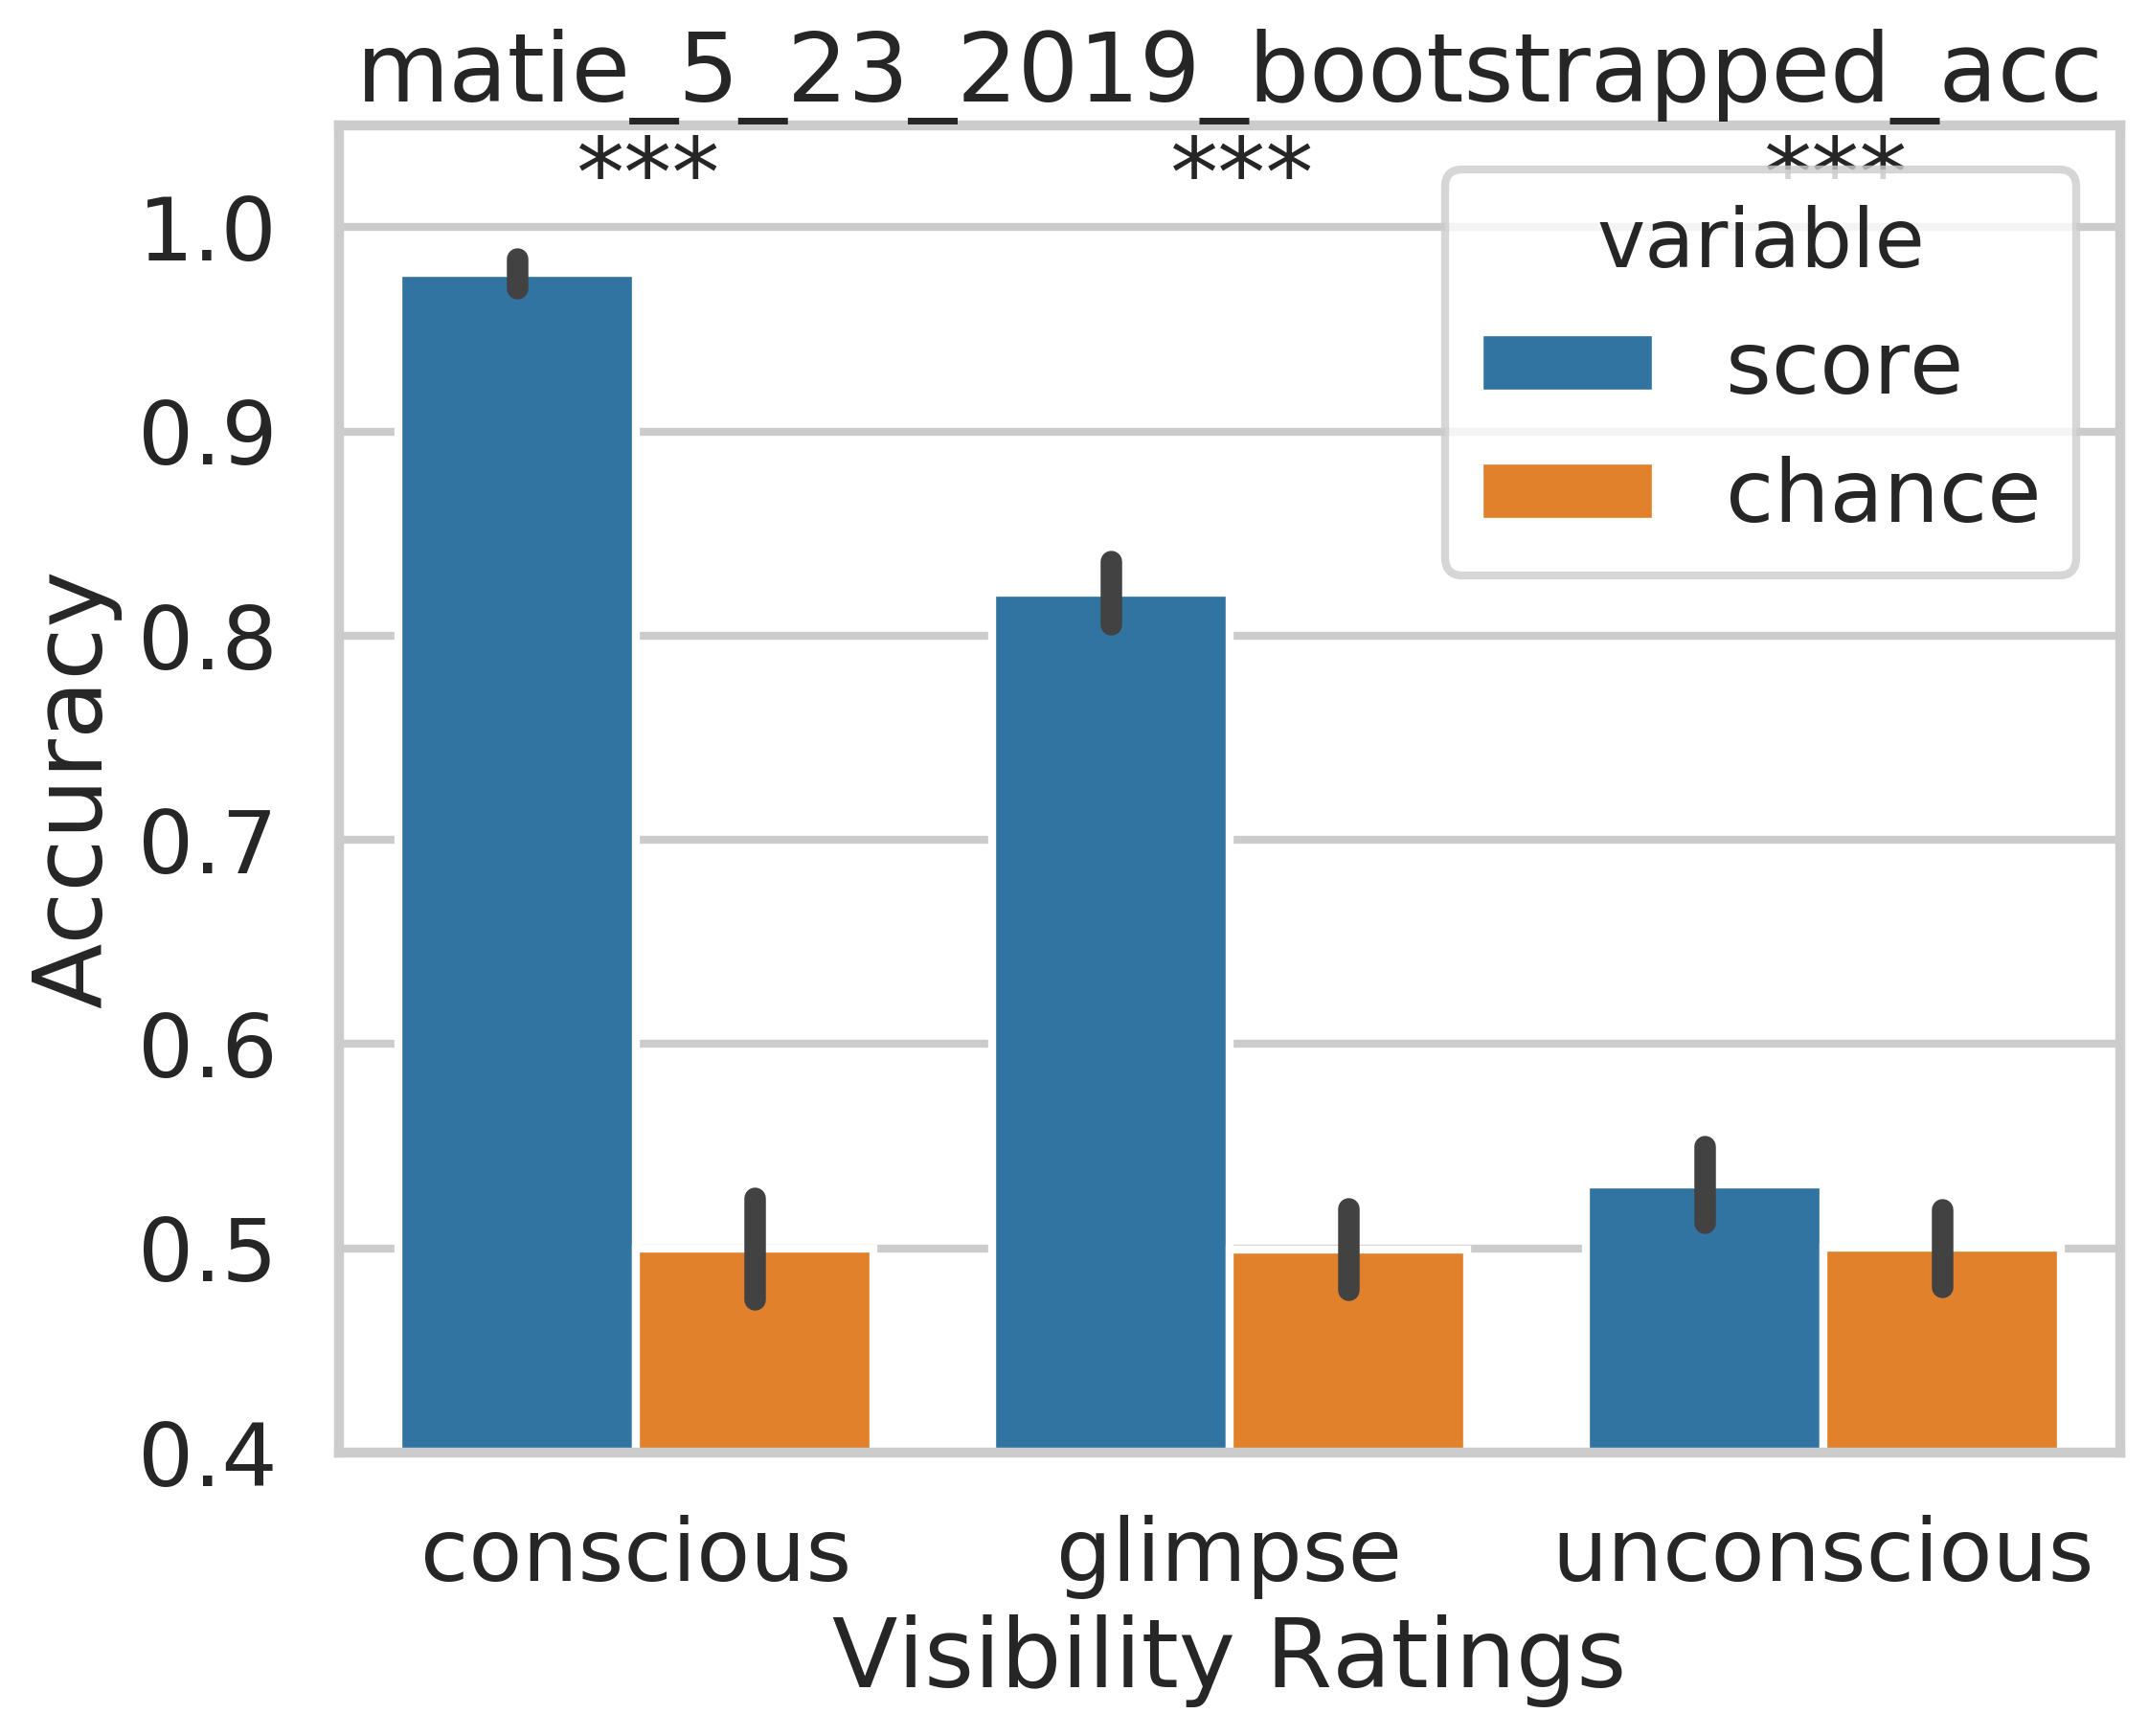 matie_5_23_2019_bootstrapped_acc
*** *** ***
variable
score
chance
1.0
0.9
0.8
0.7
0.6
0.5
0.4
Accuracy
conscious glimpse unconscious
Visibility Ratings